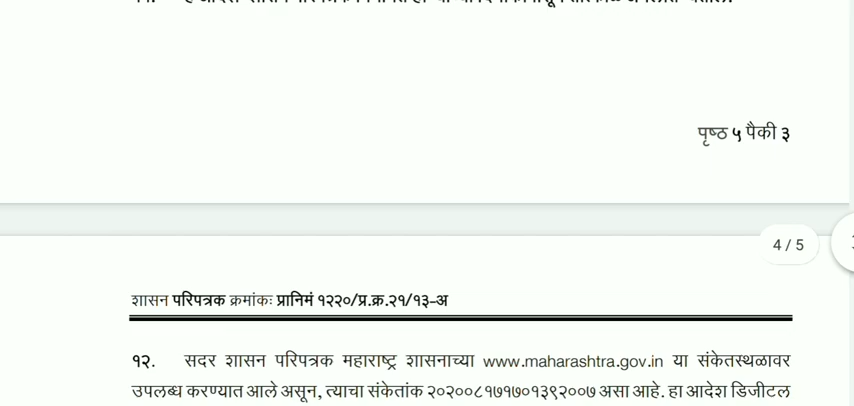 पृष्ठ ५ पैकी ३
4 / 5
शासन परिपत्रक क्रमांकः प्रानिमं १२२०/प्र.क्र.२१/१३-अ
१२. सदर शासन परिपत्रक महाराष्ट्र शासनाच्या www.maharashtra.gov.in या संकेतस्थळावर
उपलब्ध करण्यात आले असून, त्याचा संकेतांक २०२००८१७१७०१३९२००७ असा आहे. हा आदेश डिजीटल